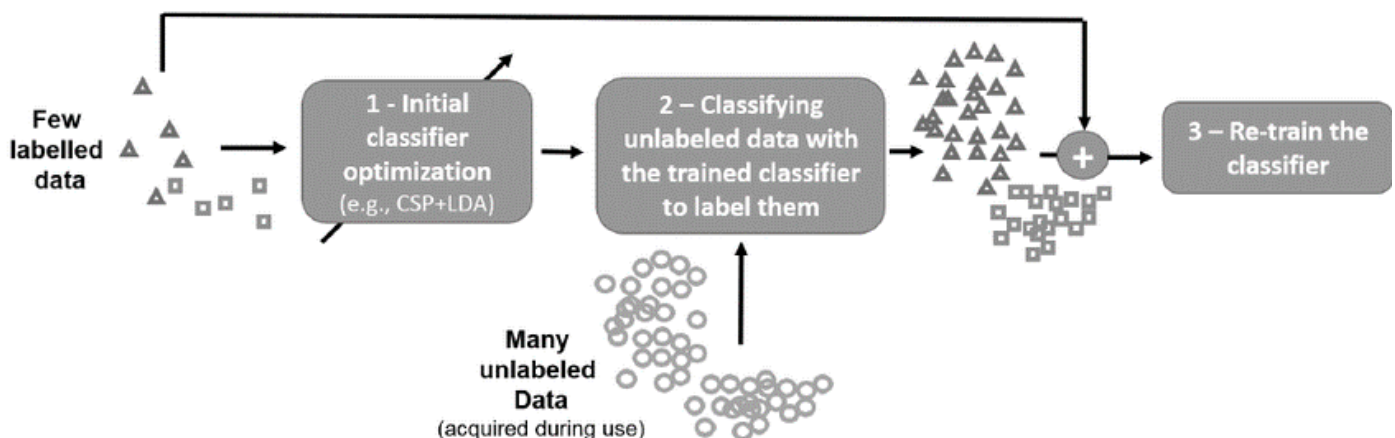 Few
labelled
data
1 - Initial
classifier
optimization
(e.g., CSP+LDA)
2 – Classifying
unlabeled data with
the trained classifier
to label them
+
3 – Re-train the
classifier
Many
unlabeled
Data
(acquired during use)